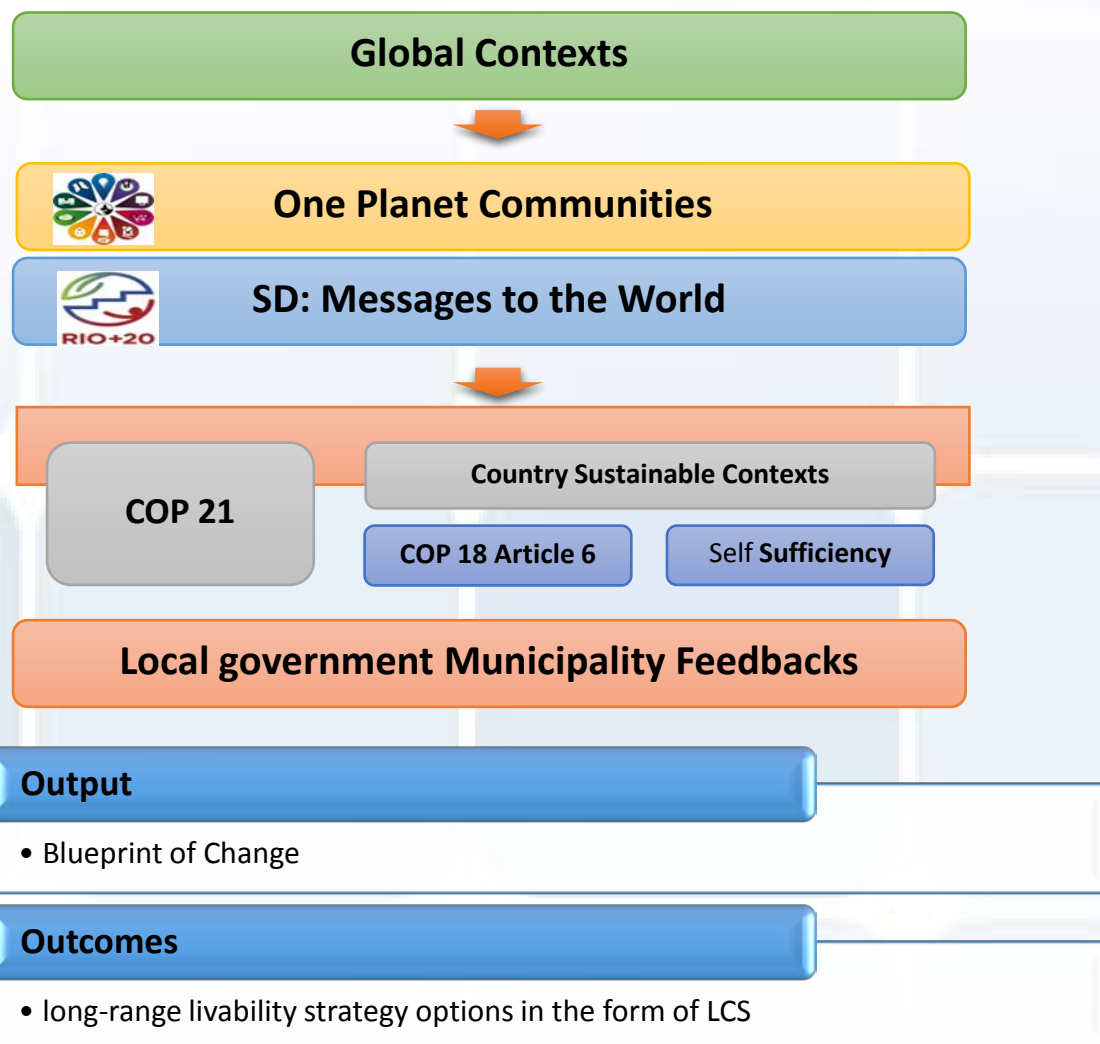 Global Contexts
One Planet Communities
SD: Messages to the World
RIO+20
COP 21
Country Sustainable Contexts
COP 18 Article 6
Self Sufficiency
Local government Municipality Feedbacks
Output
• Blueprint of Change
Outcomes
• long-range livability strategy options in the form of LCS